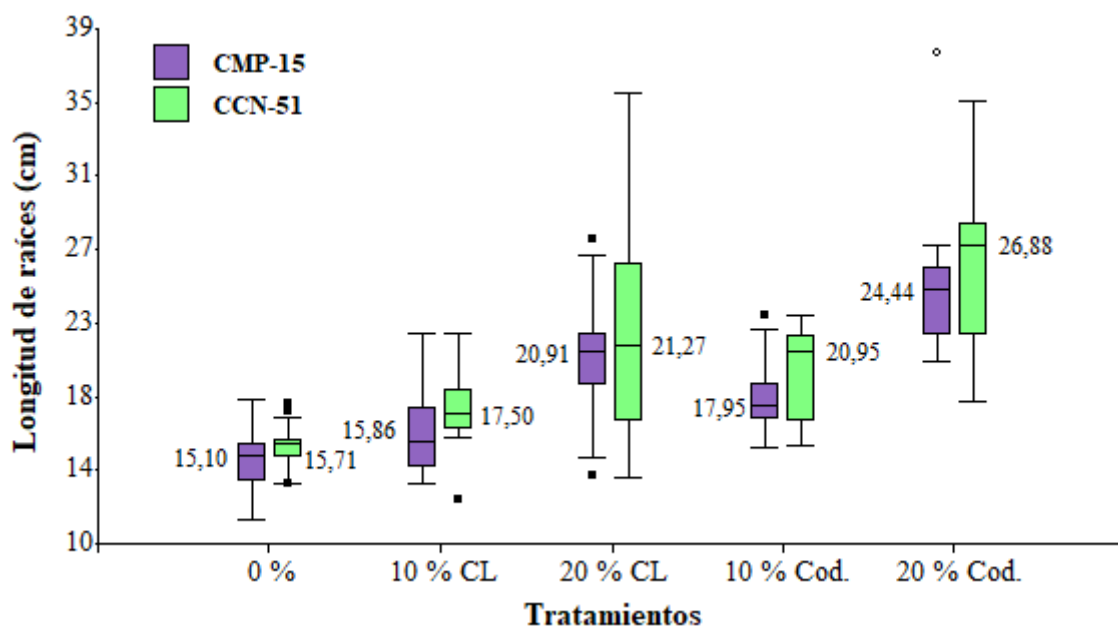 39
35
31
27
23
18
14
10
Longitud de raíces (cm)
CMP-15
CCN-51
15,10
15,71
15,86
17,50
20,91
21,27
17,95
20,95
24,44
26,88
0 %
10 % CL
20 % CL
10 % Cod.
20 % Cod.
Tratamientos